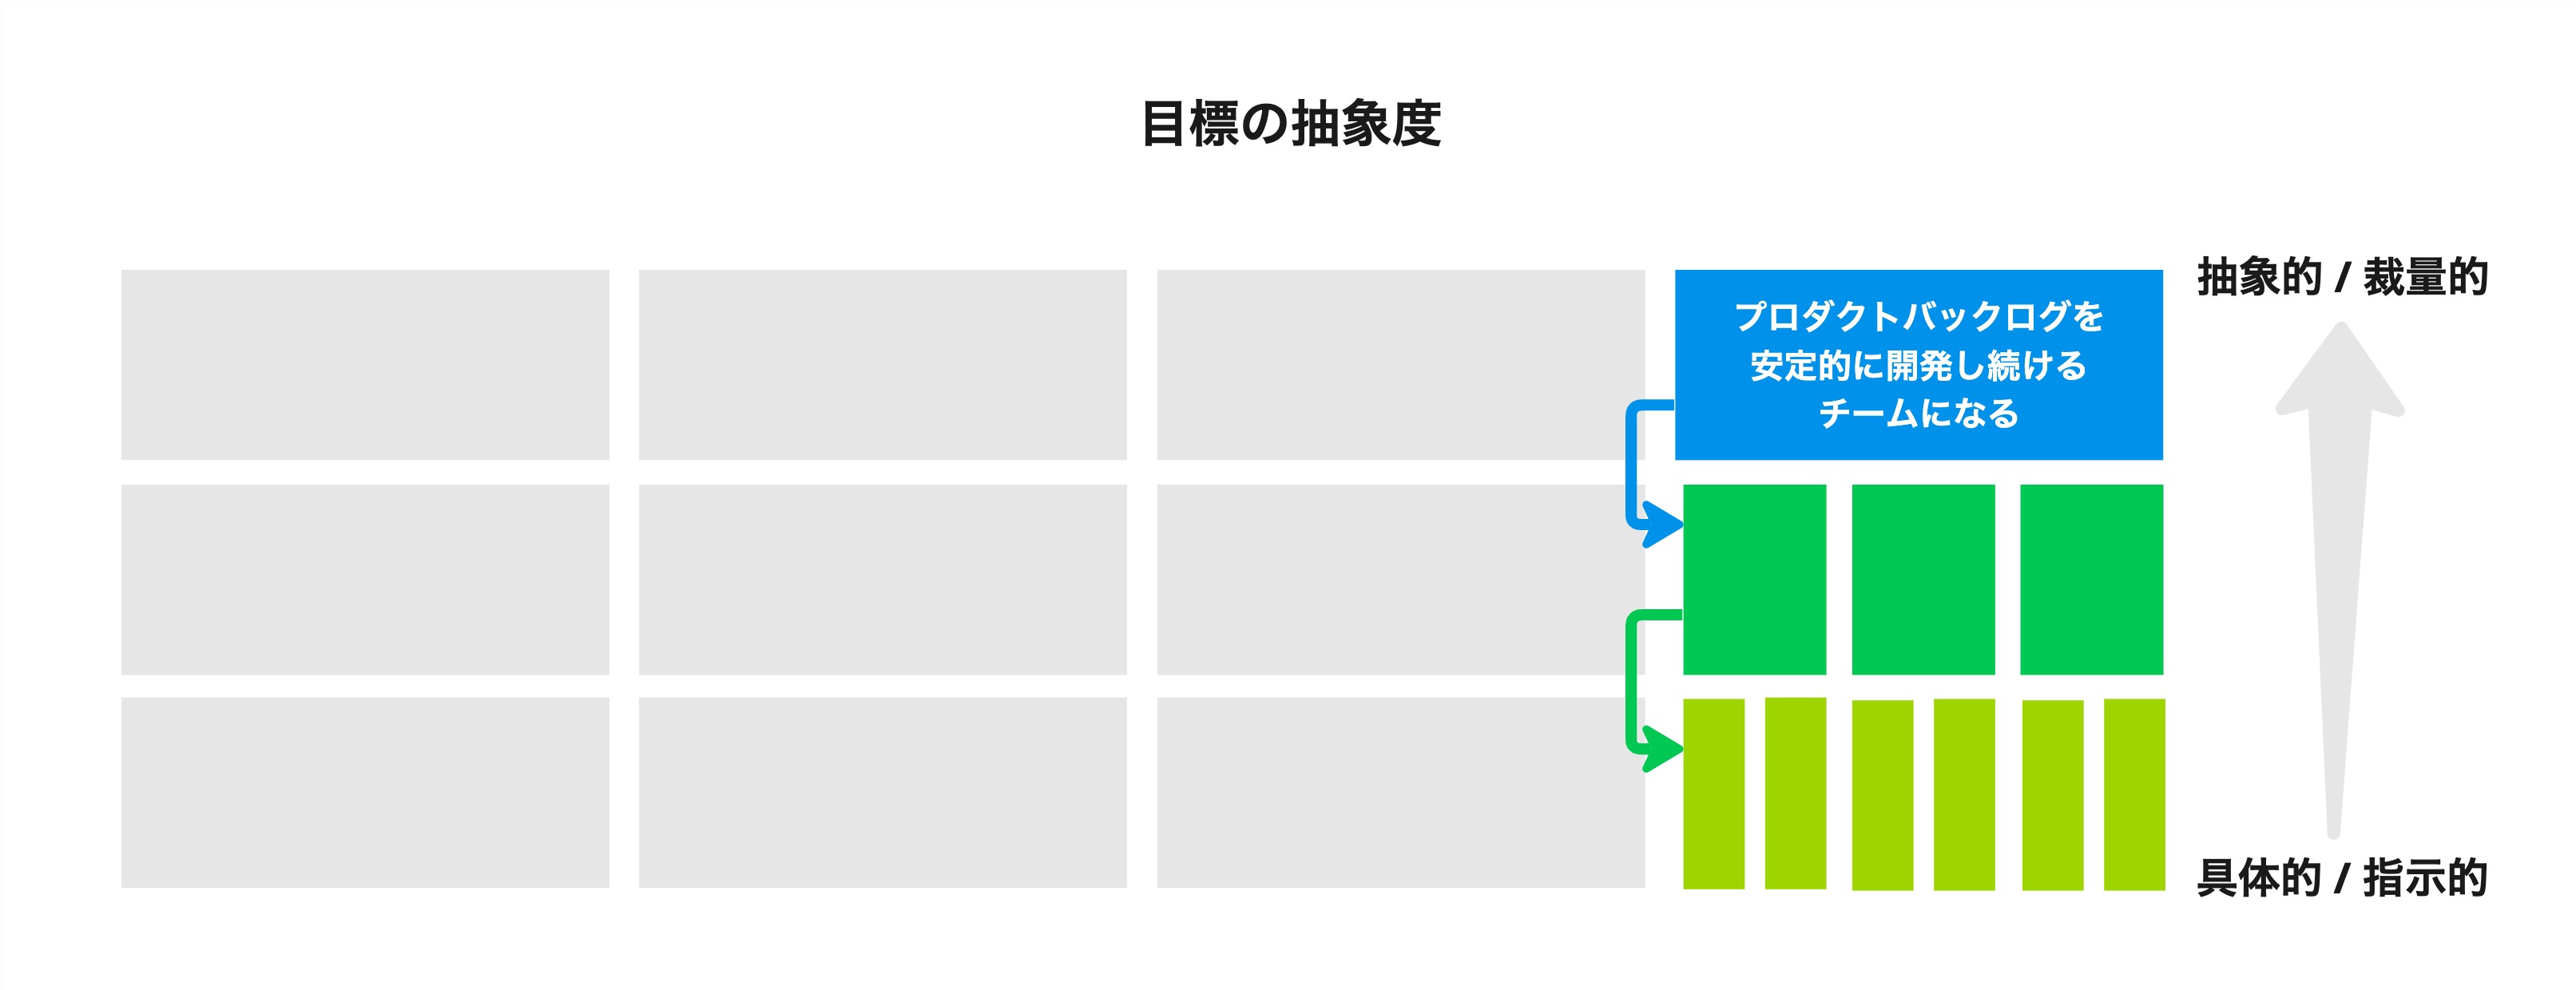 目標の抽象度
抽象的 / 裁量的
プロダクトバックログを
安定的に開発し続ける
チームになる
具体的 / 指示的